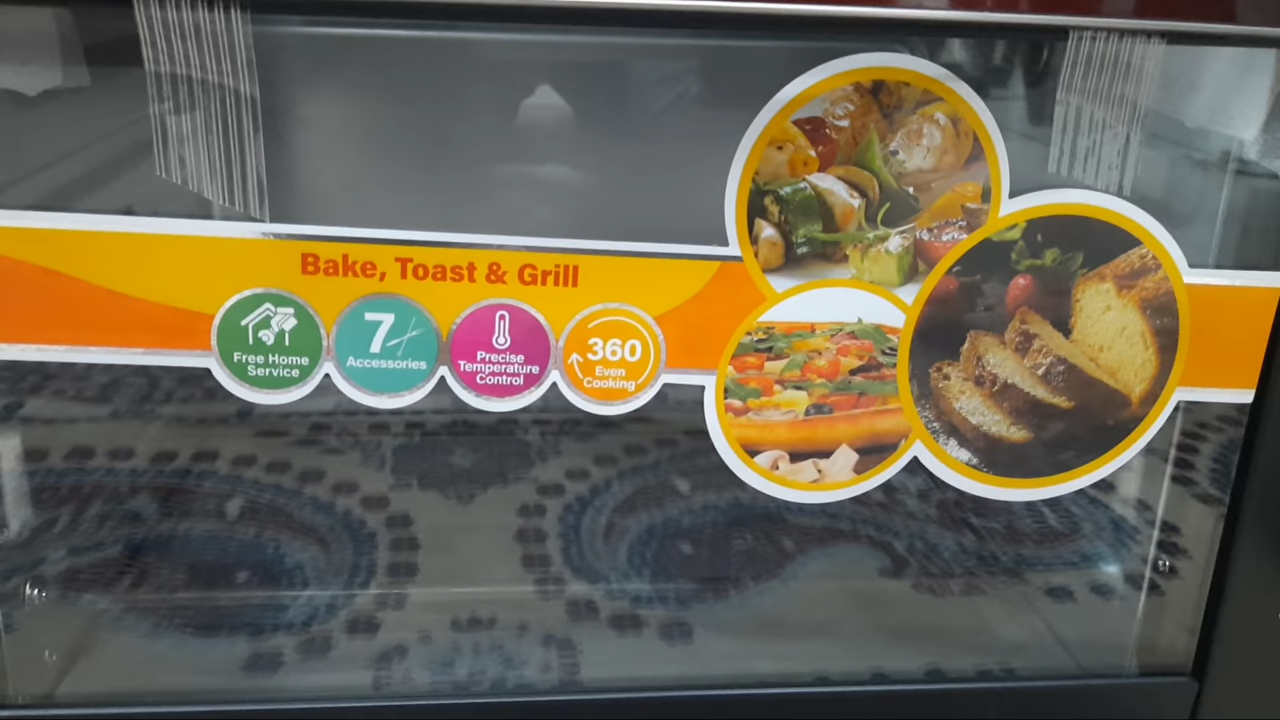 Bake, Toast & Grill
Free Home
Service
7
Accessories
Precise
Temperature
Control
360
Even
Cooking